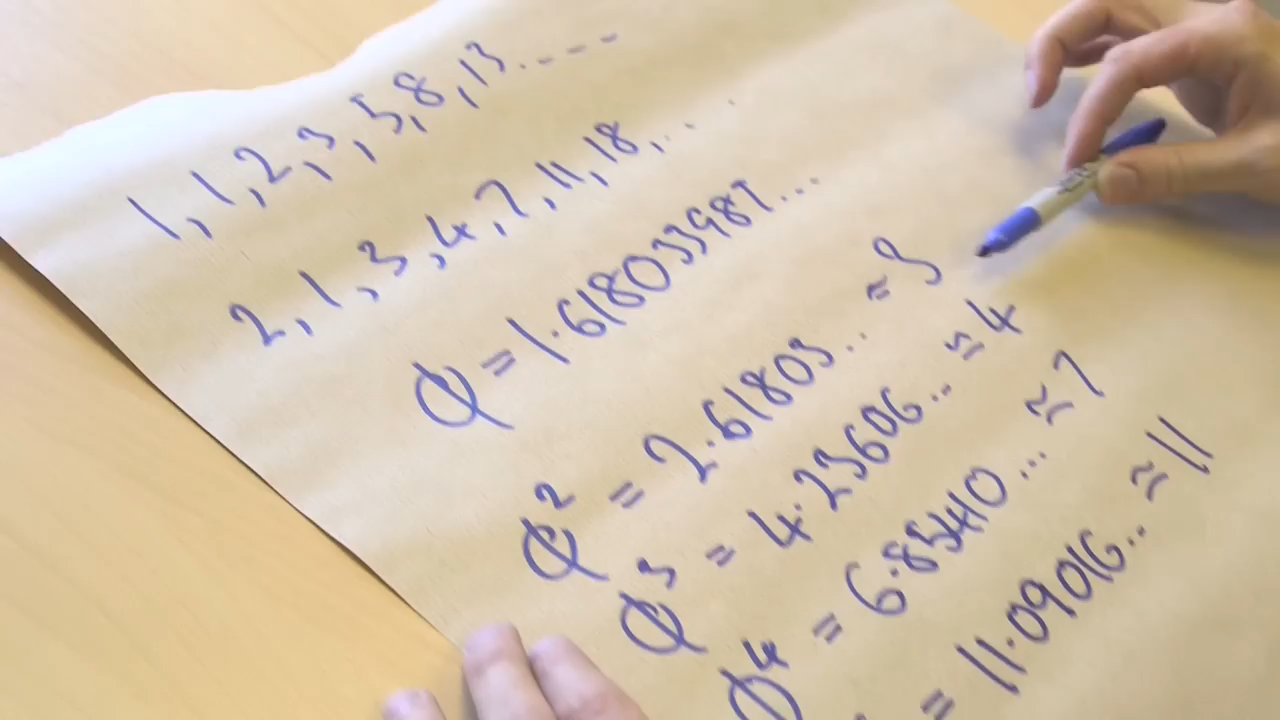 1, 1, 2, 3, 5, 8, 13.....
2, 1, 3, 4, 7, 11, 18, ...
φ = 1.618033987...
φ² = 2.61803.. ≈ 3
φ³ = 4.23606.. ≈ 4
φ⁴ = 6.85410... ≈ 7
= 11.09016.. ≈ 11